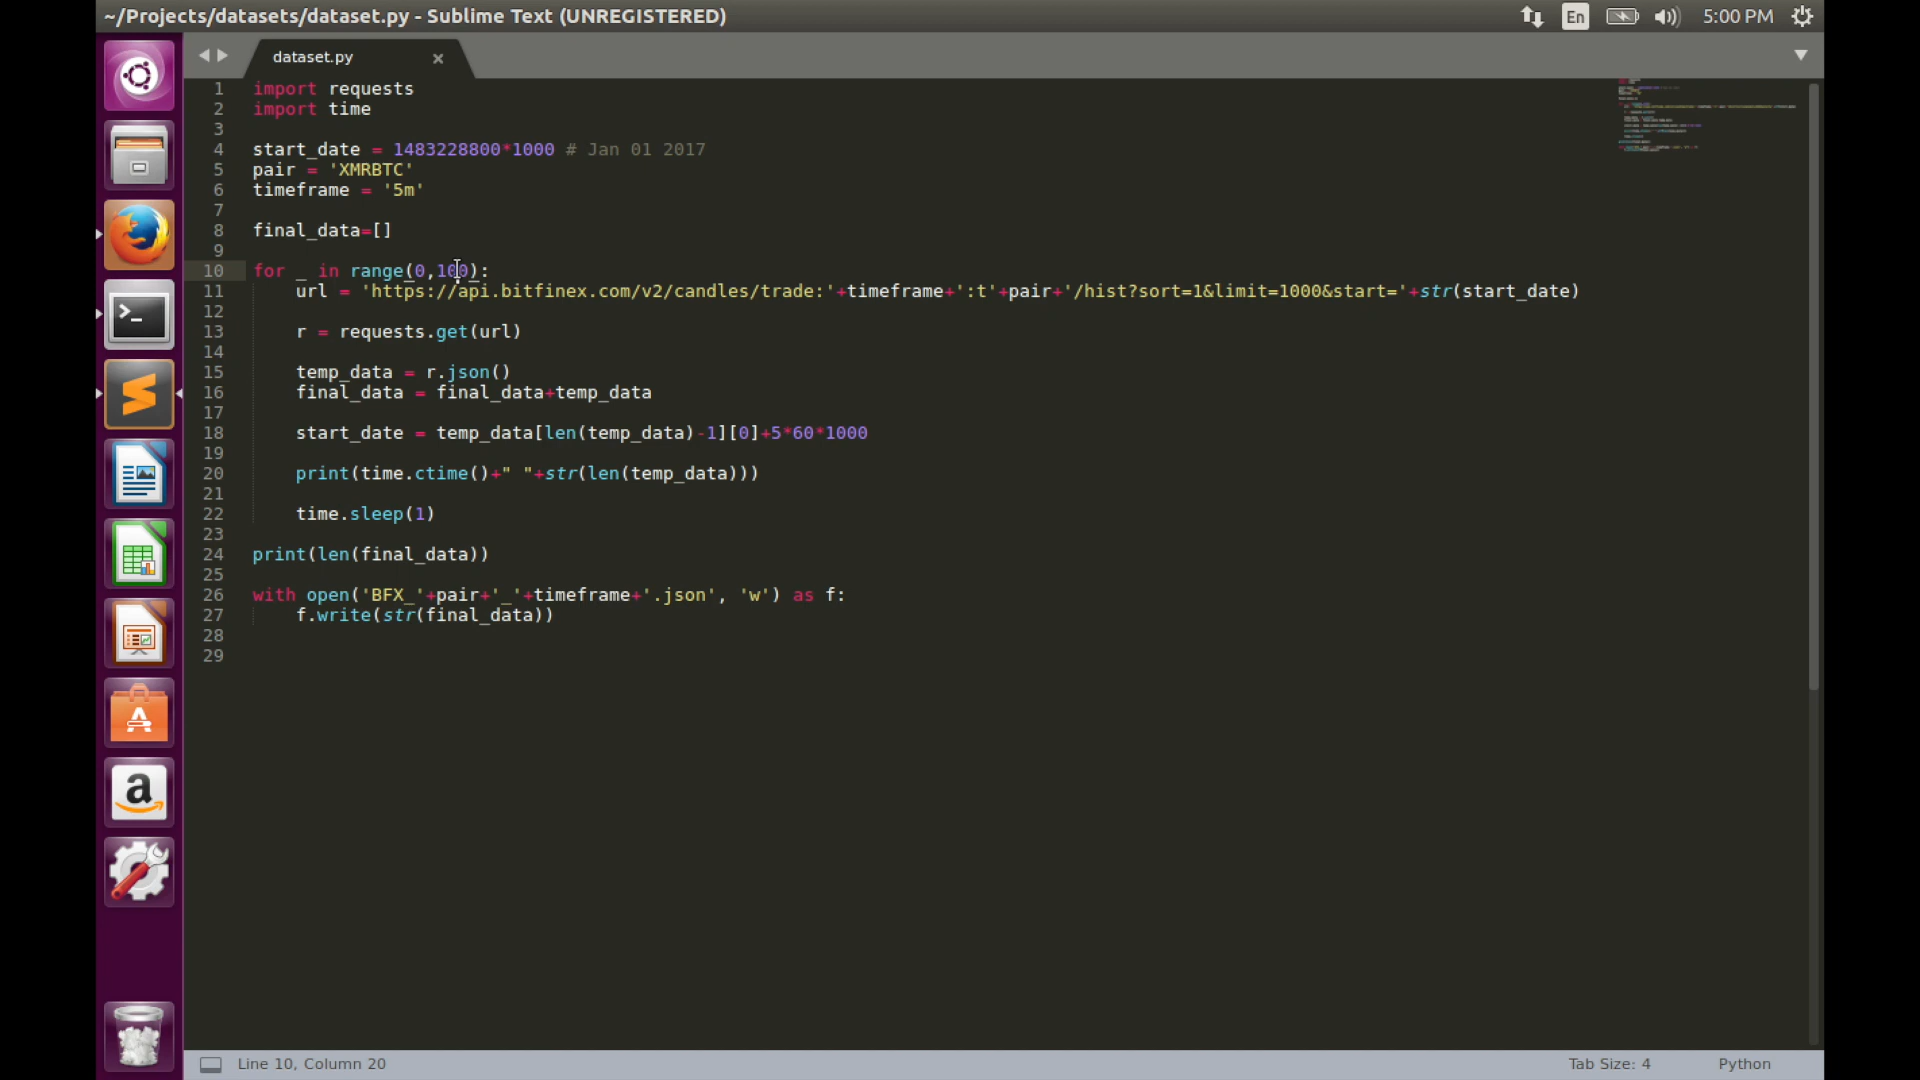 ~/Projects/datasets/dataset.py - Sublime Text (UNREGISTERED)
En
5:00 PM
dataset.py
1 import requests
2 import time
3
4 start_date = 1483228800*1000 # Jan 01 2017
5 pair = 'XMRBTC'
6 timeframe = '5m'
7
8 final_data=[]
9
10 for _ in range(0,100):
11     url = 'https://api.bitfinex.com/v2/candles/trade:'+timeframe+':t'+pair+'/hist?sort=1&limit=1000&start='+str(start_date)
12
13     r = requests.get(url)
14
15     temp_data = r.json()
16     final_data = final_data+temp_data
17
18     start_date = temp_data[len(temp_data)-1][0]+5*60*1000
19
20     print(time.ctime()+" "+str(len(temp_data)))
21
22     time.sleep(1)
23
24 print(len(final_data))
25
26 with open('BFX_'+pair+'_'+timeframe+'.json', 'w') as f:
27     f.write(str(final_data))
28
29
Line 10, Column 20
Tab Size: 4
Python